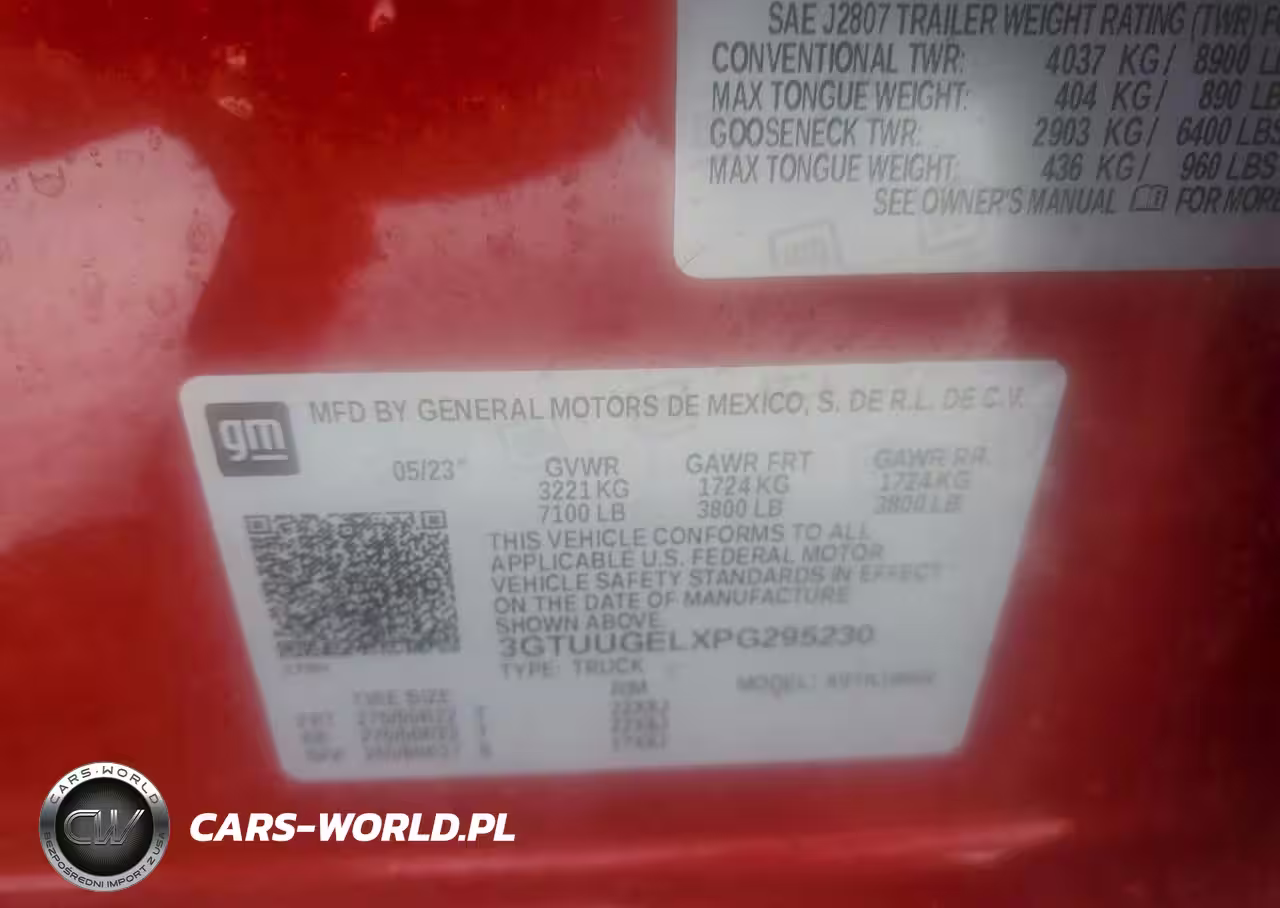 SAE J2807 TRAILER WEIGHT RATING (TWR)
CONVENTIONAL TWR: 4037 KG/ 8900
MAX TONGUE WEIGHT: 404 KG/ 890 LB
GOOSENECK TWR: 2903 KG/ 6400 LBS
MAX TONGUE WEIGHT: 436 KG/ 960 LBS
SEE OWNER'S MANUAL FOR MORE
gm
MFD BY GENERAL MOTORS DE MEXICO, S. DE R.L. DE C.V.
05/23 GVWR GAWR FRT GAWR RR
3221 KG 1724 KG 1724 KG
7100 LB 3800 LB 3800 LB
THIS VEHICLE CONFORMS TO ALL
APPLICABLE U.S. FEDERAL MOTOR
VEHICLE SAFETY STANDARDS IN EFFECT
ON THE DATE OF MANUFACTURE
SHOWN ABOVE.
3GTUUGELXPG295230
TYPE: TRUCK MODEL:
TIRE SIZE RIM
FRT
CARS-WORLD
CW
BEZPOŚREDNI IMPORT Z USA
CARS-WORLD.PL